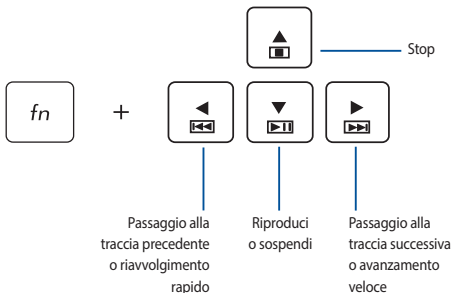 Stop
fn +
Passaggio alla
traccia precedente
o riavvolgimento
rapido
Riproduci
o sospendi
Passaggio alla
traccia successiva
o avanzamento
veloce